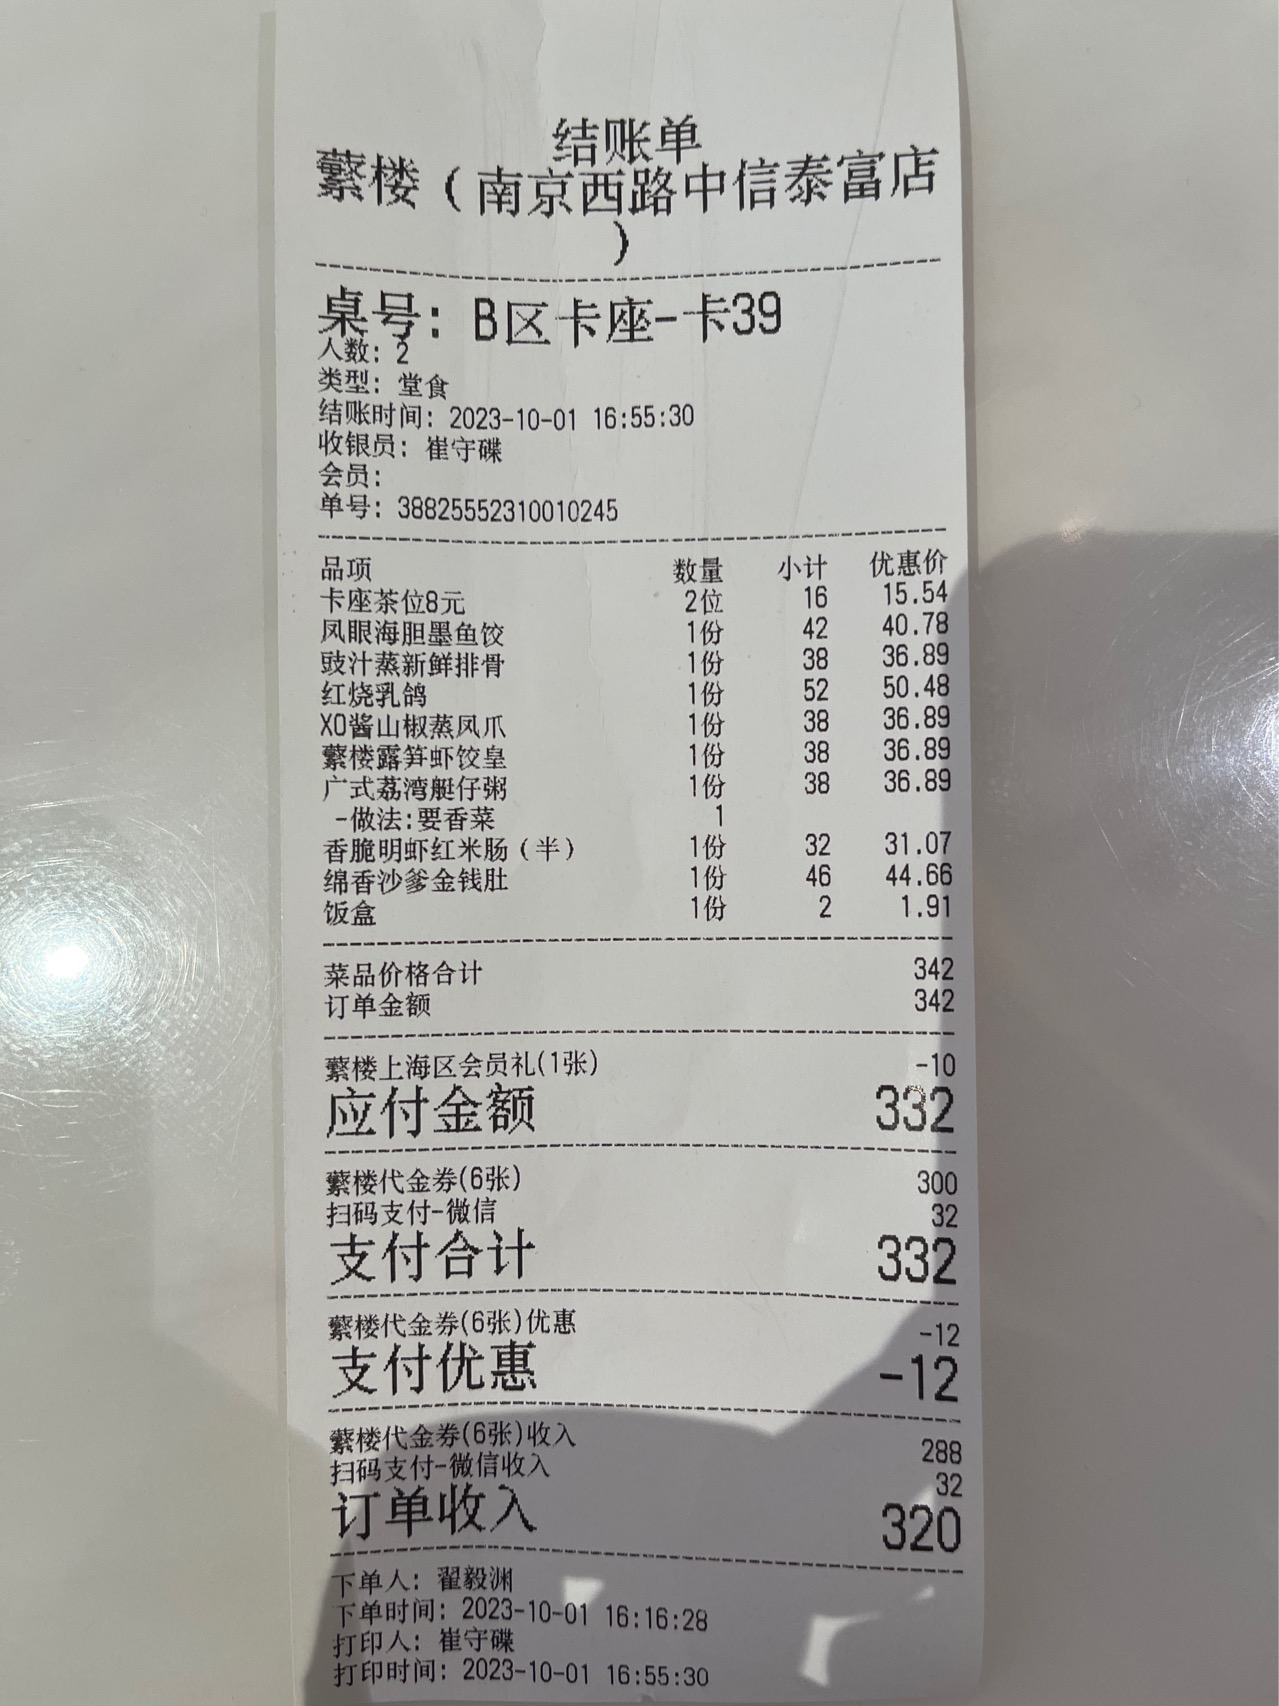 结账单
蘩楼（南京西路中信泰富店
）
桌号: B区卡座-卡39
人数: 2
类型: 堂食
结账时间: 2023-10-01 16:55:30
收银员: 崔守碟
会员:
单号: 38825552310010245
品项 数量 小计 优惠价
卡座茶位8元 2位 16 15.54
凤眼海胆墨鱼饺 1份 42 40.78
豉汁蒸新鲜排骨 1份 38 36.89
红烧乳鸽 1份 52 50.48
XO酱山椒蒸凤爪 1份 38 36.89
蘩楼露笋虾饺皇 1份 38 36.89
广式荔湾艇仔粥 1份 38 36.89
-做法:要香菜 1
香脆明虾红米肠（半） 1份 32 31.07
绵香沙爹金钱肚 1份 46 44.66
饭盒 1份 2 1.91
菜品价格合计 342
订单金额 342
蘩楼上海区会员礼(1张) -10
应付金额 332
蘩楼代金券(6张) 300
扫码支付-微信 32
支付合计 332
蘩楼代金券(6张)优惠 -12
支付优惠 -12
蘩楼代金券(6张)收入 288
扫码支付-微信收入 32
订单收入 320
下单人: 翟毅渊
下单时间: 2023-10-01 16:16:28
打印人: 崔守碟
打印时间: 2023-10-01 16:55:30